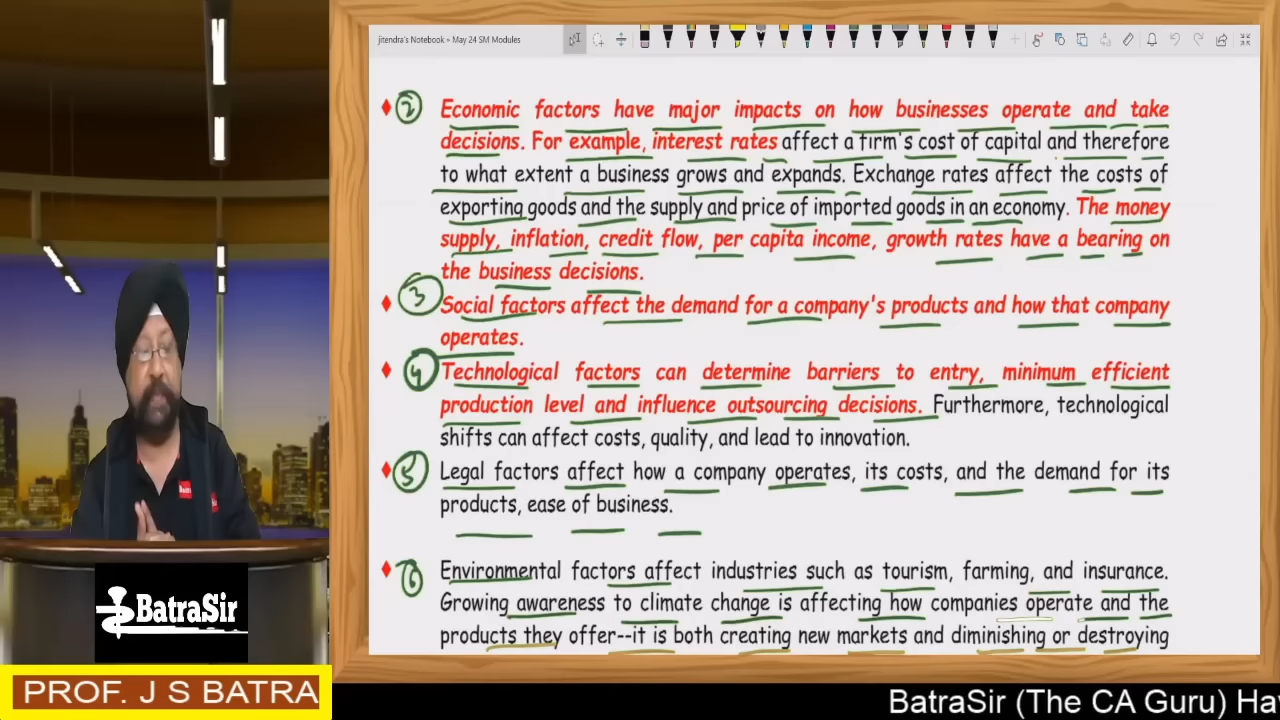 Jitendra's Notebook » May 24 SM Modules
② Economic factors have major impacts on how businesses operate and take
decisions. For example, interest rates affect a firm's cost of capital and therefore
to what extent a business grows and expands. Exchange rates affect the costs of
exporting goods and the supply and price of imported goods in an economy. The money
supply, inflation, credit flow, per capita income, growth rates have a bearing on
the business decisions.
③ Social factors affect the demand for a company's products and how that company
operates.
④ Technological factors can determine barriers to entry, minimum efficient
production level and influence outsourcing decisions. Furthermore, technological
shifts can affect costs, quality, and lead to innovation.
⑤ Legal factors affect how a company operates, its costs, and the demand for its
products, ease of business.
⑥ Environmental factors affect industries such as tourism, farming, and insurance.
Growing awareness to climate change is affecting how companies operate and the
products they offer--it is both creating new markets and diminishing or destroying
BatraSir
PROF. J S BATRA
BatraSir (The CA Guru) Ha